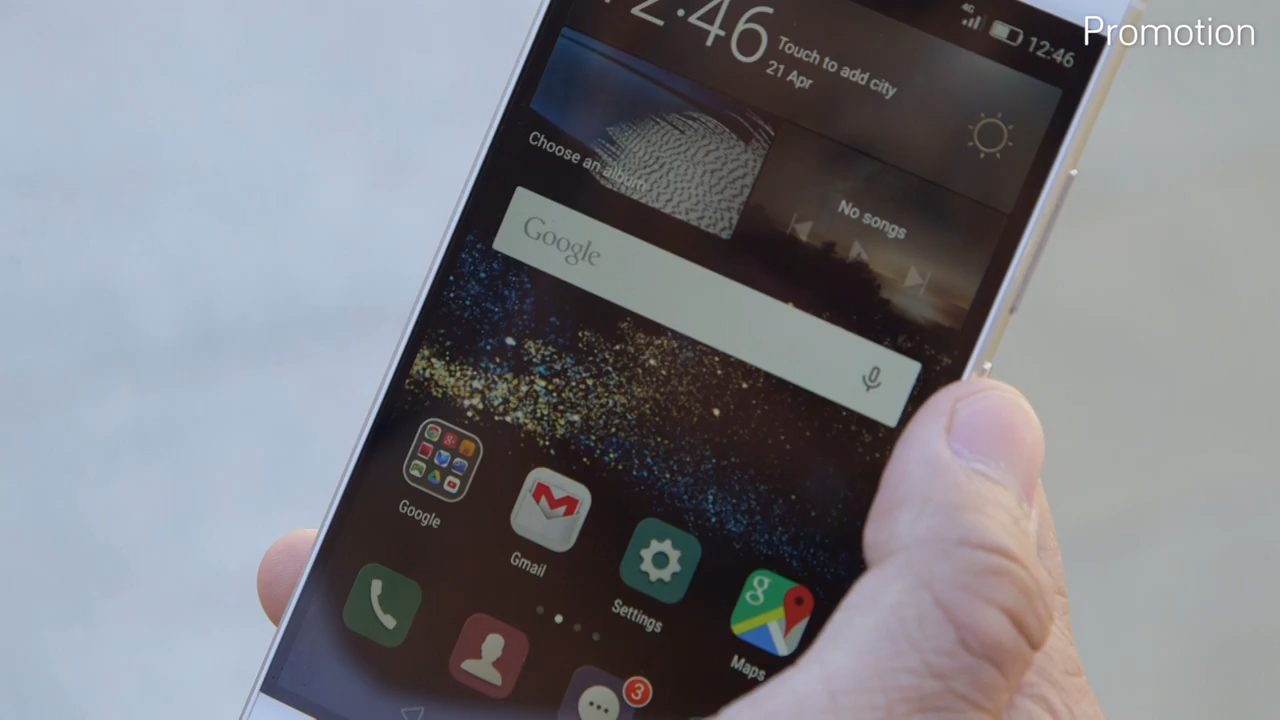 Promotion
12:46
4G
12:46
Touch to add city
21 Apr
Choose an album
No songs
Google
Google
Gmail
Settings
Maps
3